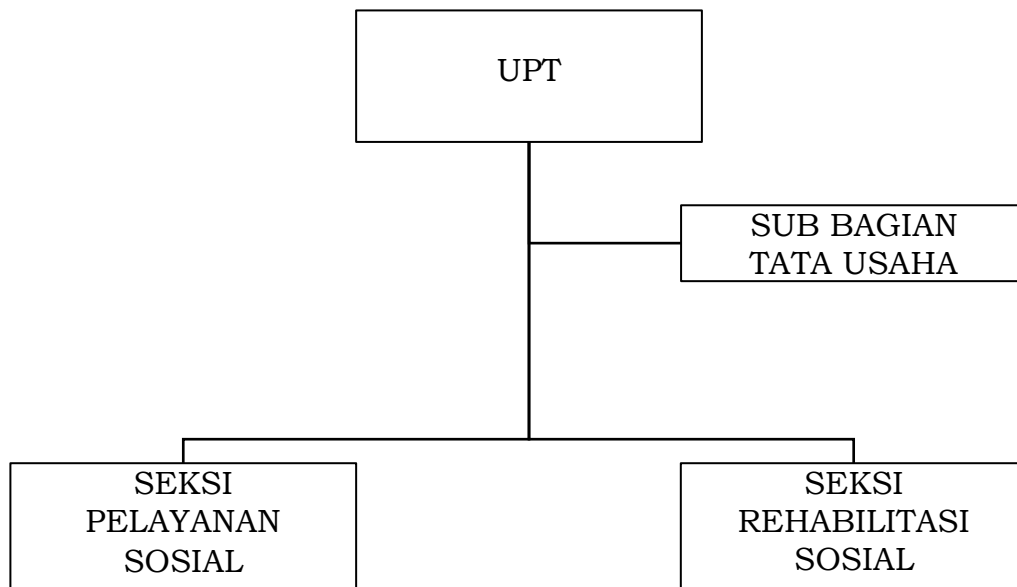 UPT
SUB BAGIAN
TATA USAHA
SEKSI
PELAYANAN
SOSIAL
SEKSI
REHABILITASI
SOSIAL